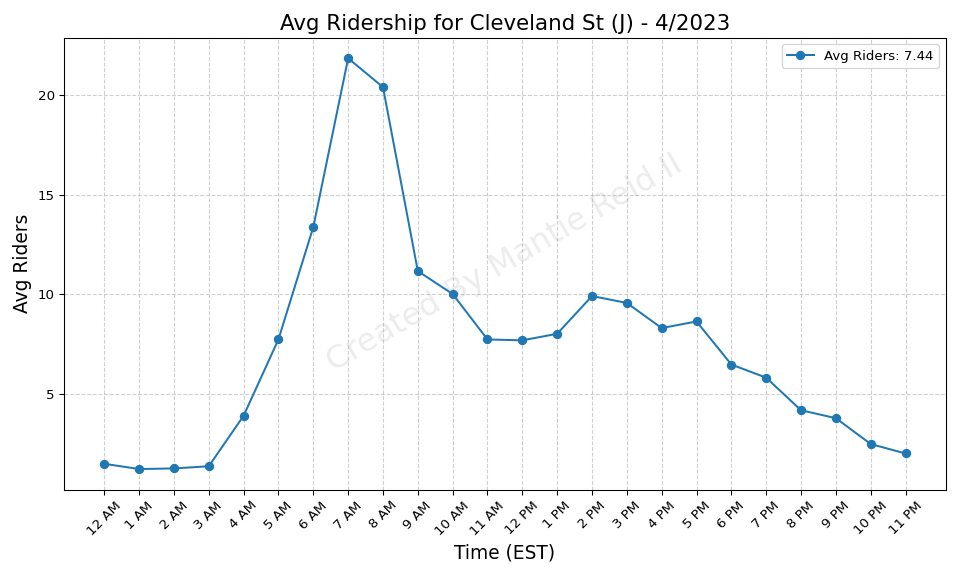 Avg Ridership for Cleveland St (J) - 4/2023
Avg Riders: 7.44
Avg Riders
20
15
10
5
Created By Mantie Reid II
12 AM
1 AM
2 AM
3 AM
4 AM
5 AM
6 AM
7 AM
8 AM
9 AM
10 AM
11 AM
12 PM
1 PM
2 PM
3 PM
4 PM
5 PM
6 PM
7 PM
8 PM
9 PM
10 PM
11 PM
Time (EST)